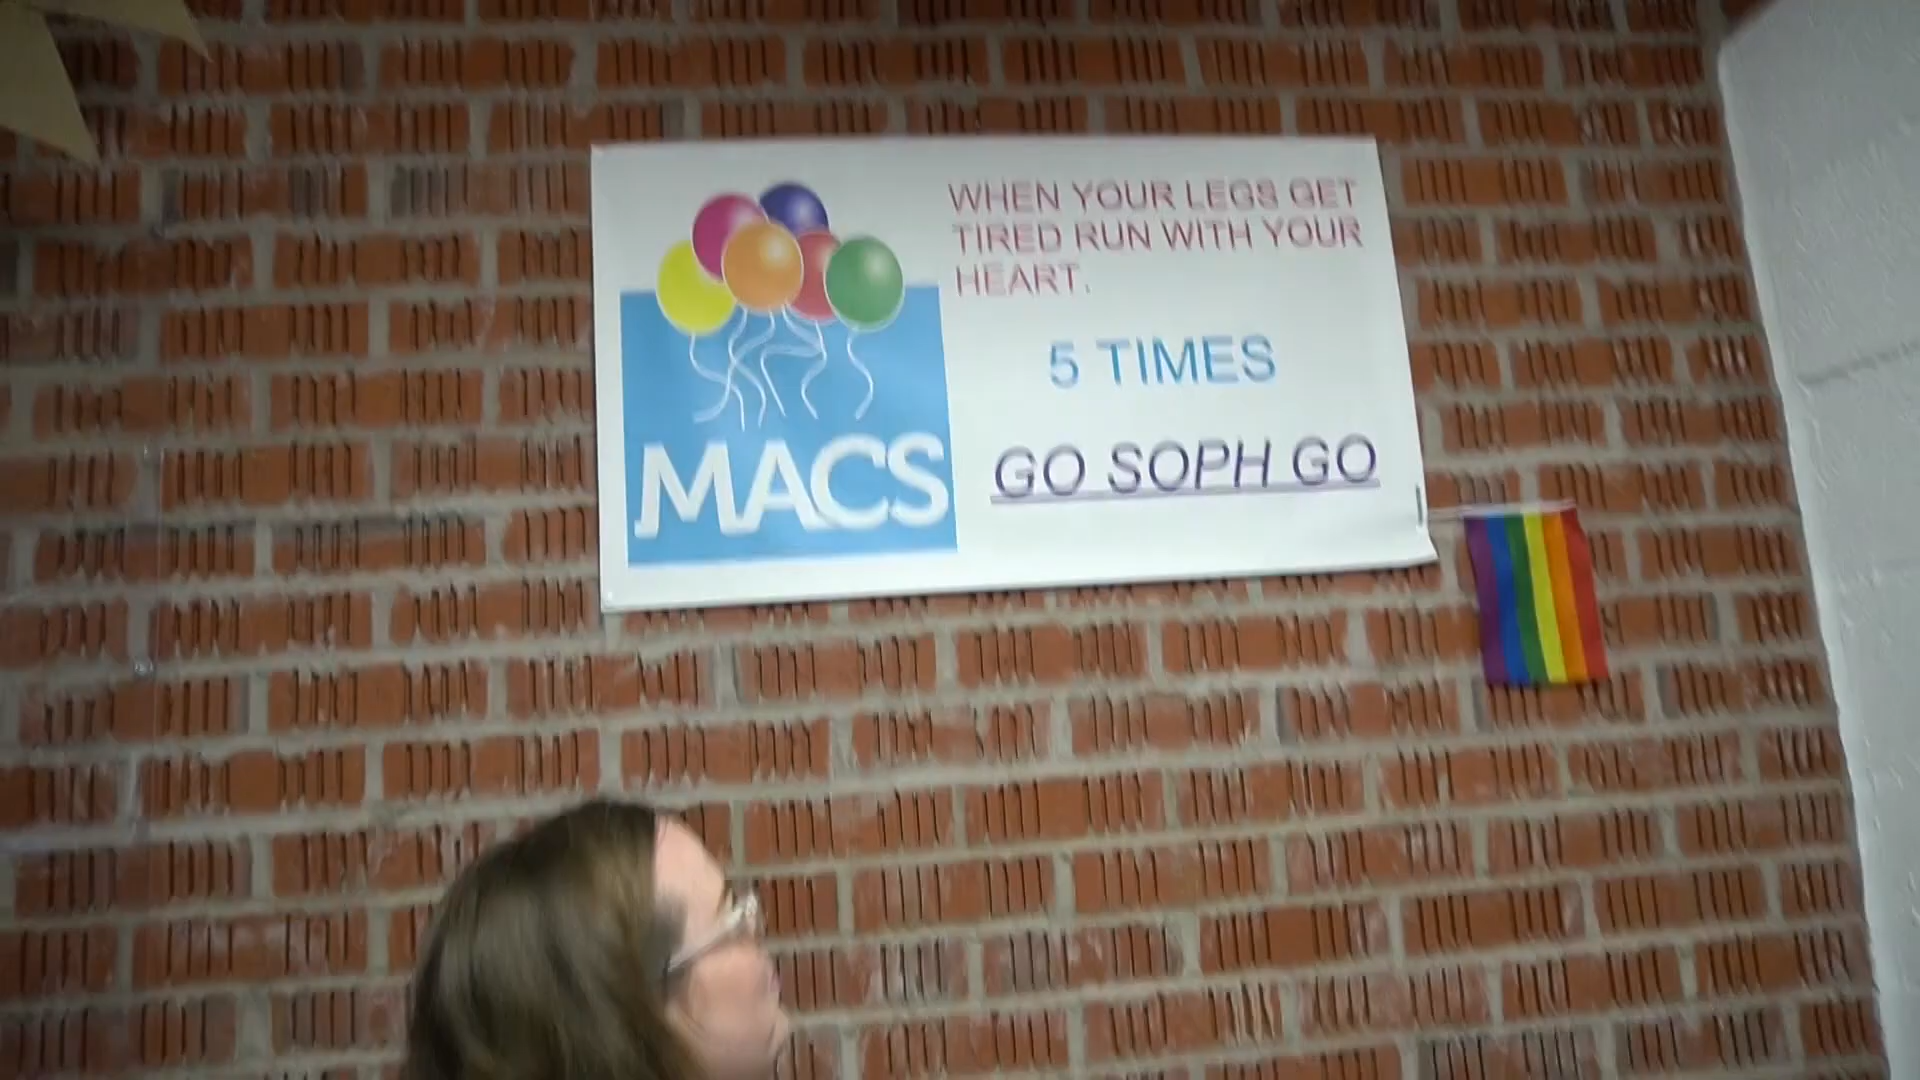 WHEN YOUR LEGS GET
TIRED RUN WITH YOUR
HEART.
5 TIMES
GO SOPH GO
MACS